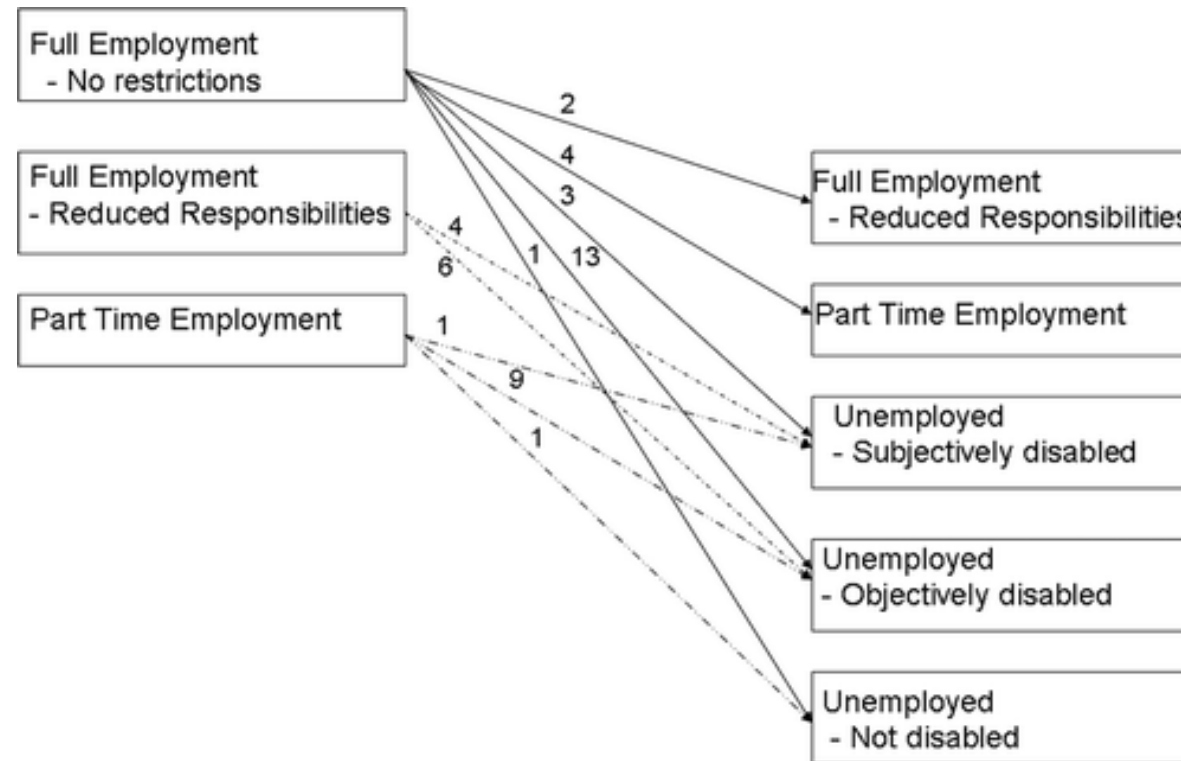 Full Employment
- No restrictions
Full Employment
- Reduced Responsibilities
Part Time Employment
2
4
3
13
1
4
6
1
9
1
Full Employment
- Reduced Responsibilities
Part Time Employment
Unemployed
- Subjectively disabled
Unemployed
- Objectively disabled
Unemployed
- Not disabled